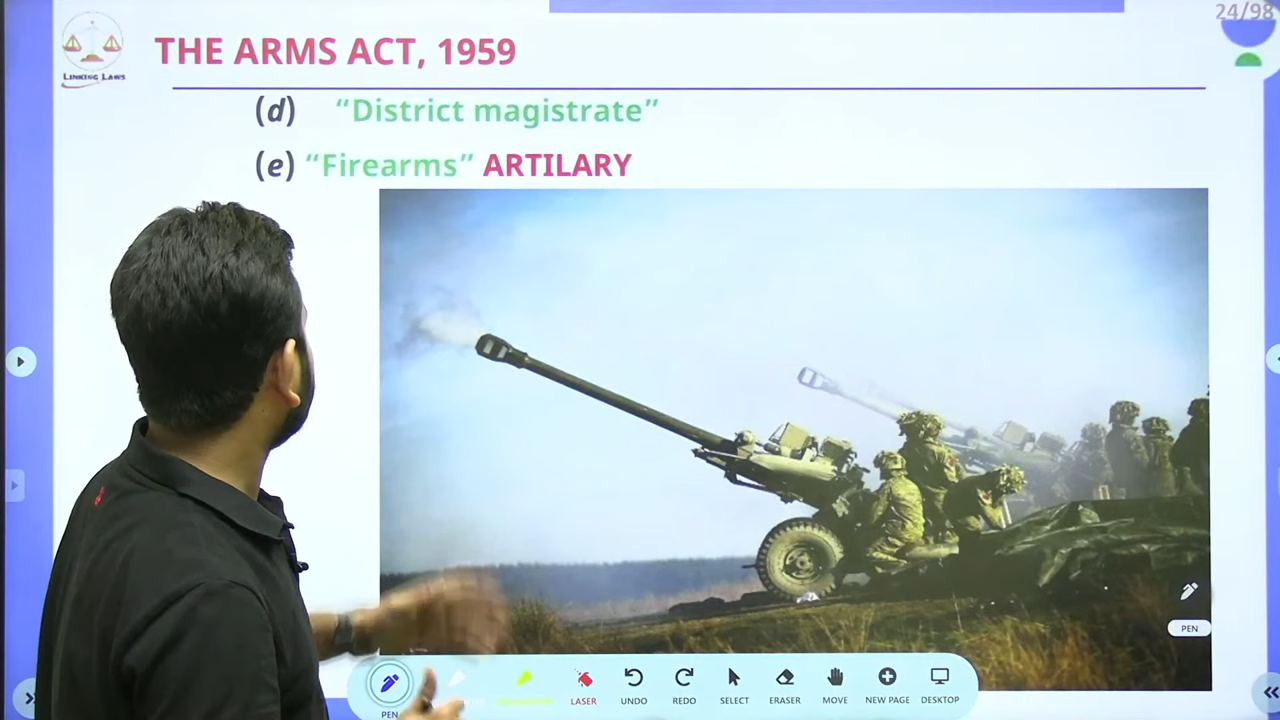 24/98
LINKING LAWS
THE ARMS ACT, 1959
(d) “District magistrate”
(e) “Firearms” ARTILARY
PEN
PEN
LASER
UNDO
REDO
SELECT
ERASER
MOVE
NEW PAGE
DESKTOP